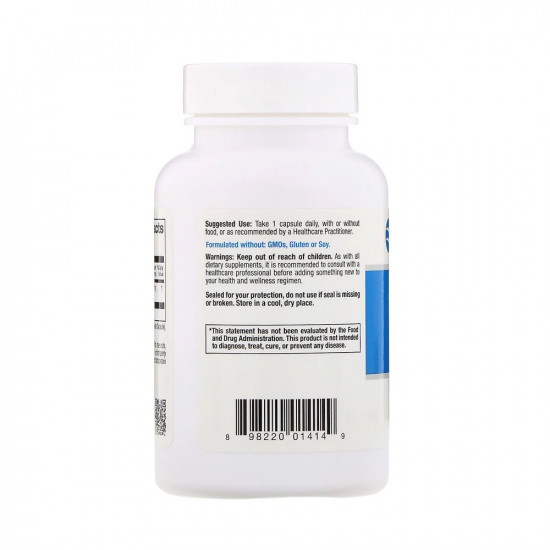 Suggested Use: Take 1 capsule daily, with or without
food, or as recommended by a Healthcare Practitioner.
Formulated without: GMOs, Gluten or Soy.
Warnings: Keep out of reach of children. As with all
dietary supplements, it is recommended to consult with a
healthcare professional before adding something new to
your health and wellness regimen.
Sealed for your protection, do not use if seal is missing
or broken. Store in a cool, dry place.
*This statement has not been evaluated by the Food
and Drug Administration. This product is not intended
to diagnose, treat, cure, or prevent any disease.
8 98220 01414 9